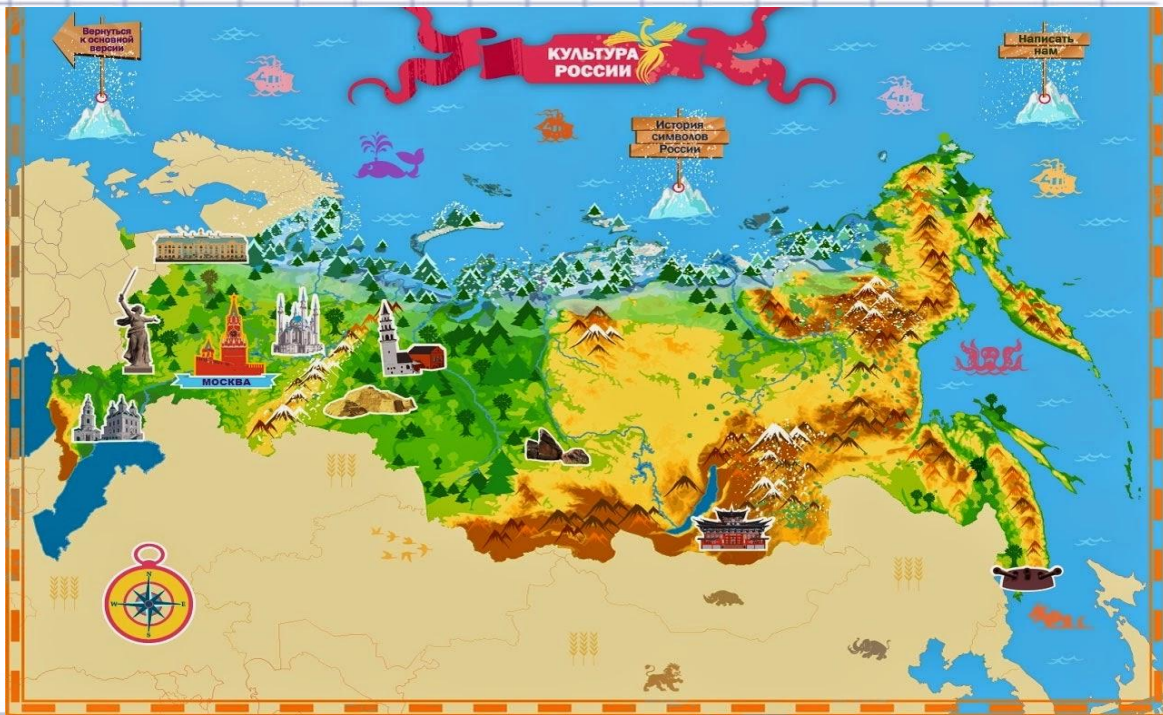 Вернуться
к основной
версии
КУЛЬТУРА
РОССИИ
Написать
нам
История
символов
России
МОСКВА
N
W
E
S